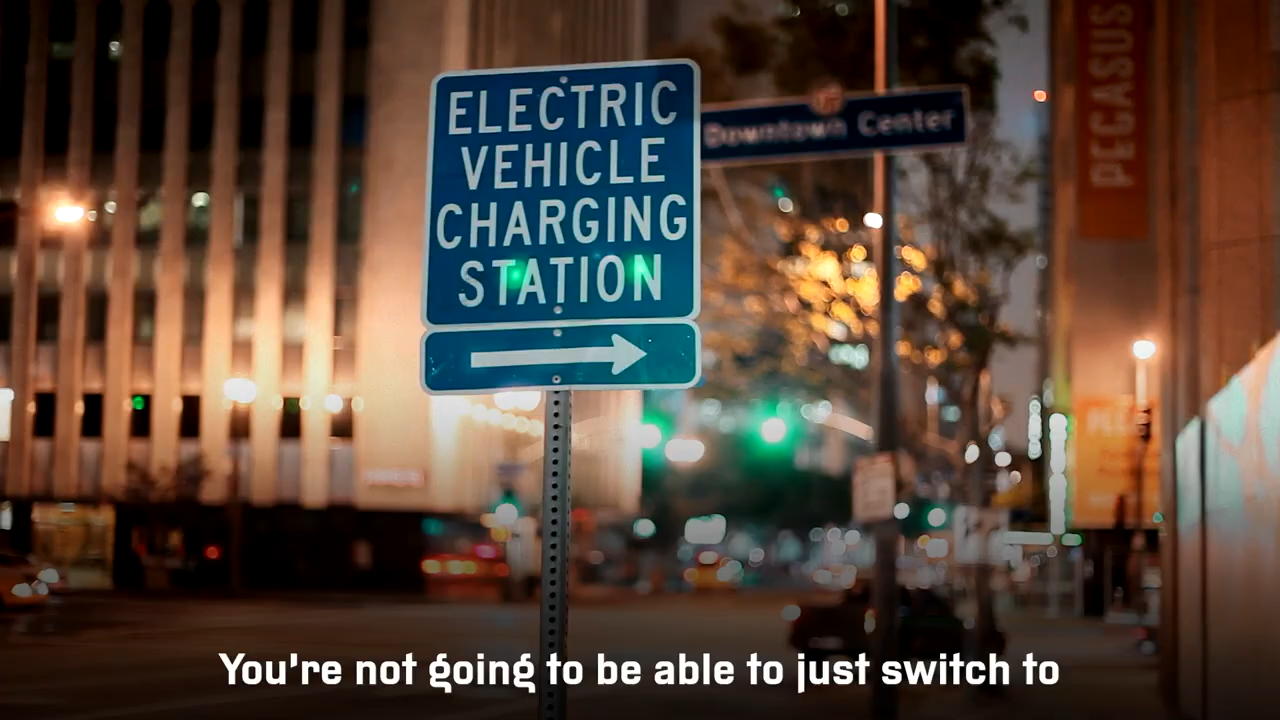 ELECTRIC
VEHICLE
CHARGING
STATION
Downtown Center
PEGASUS
You're not going to be able to just switch to